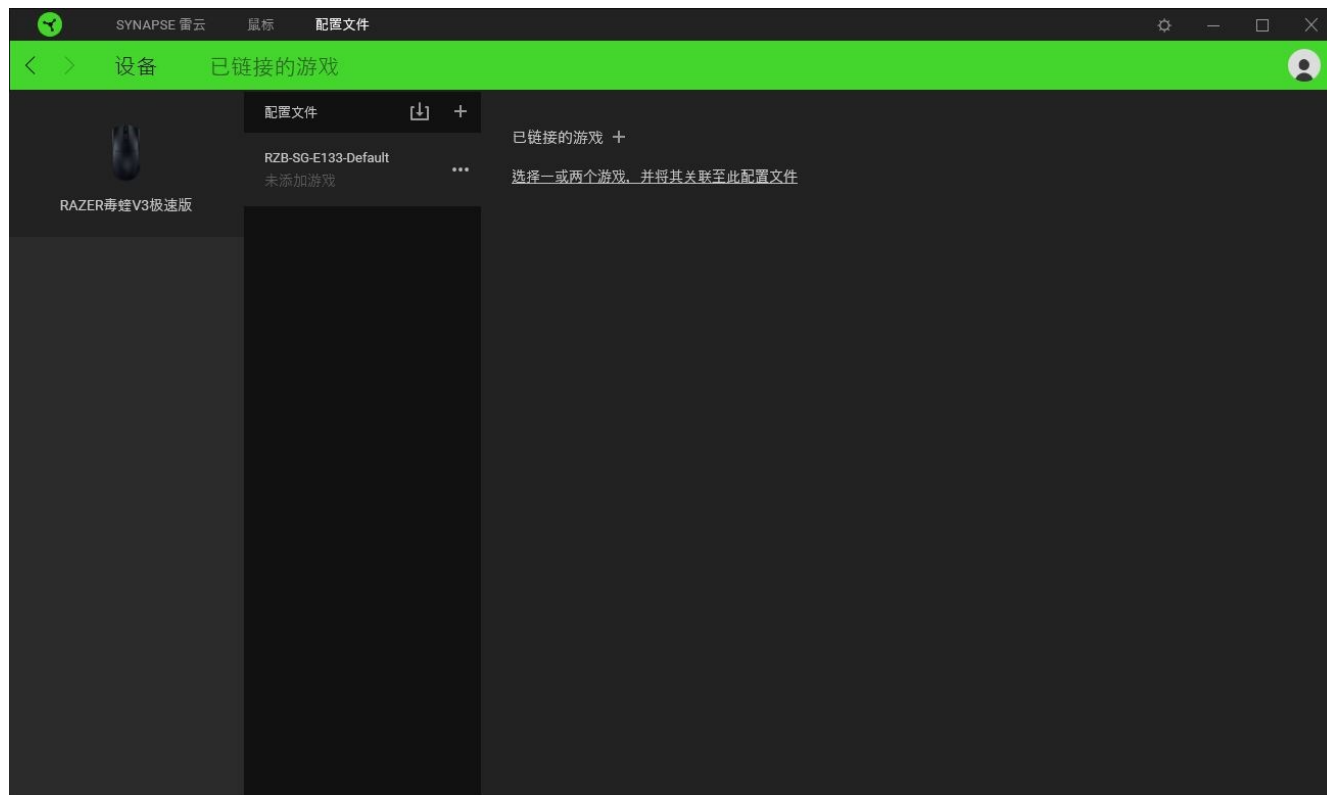 SYNAPSE 雷云 鼠标 配置文件
设备 已链接的游戏
配置文件
RZB-SG-E133-Default
未添加游戏
RAZER毒蝰V3极速版
已链接的游戏
选择一或两个游戏，并将其关联至此配置文件